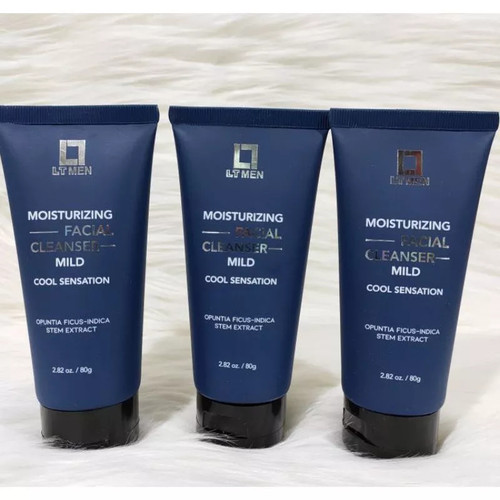 LT MEN
MOISTURIZING
FACIAL
CLEANSER
MILD
COOL SENSATION
OPUNTIA FICUS-INDICA
STEM EXTRACT
2.82 oz. / 80g
LT MEN
MOISTURIZING
FACIAL
CLEANSER
MILD
COOL SENSATION
OPUNTIA FICUS-INDICA
STEM EXTRACT
2.82 oz. / 80g
LT MEN
MOISTURIZING
FACIAL
CLEANSER
MILD
COOL SENSATION
OPUNTIA FICUS-INDICA
STEM EXTRACT
2.82 oz. / 80g